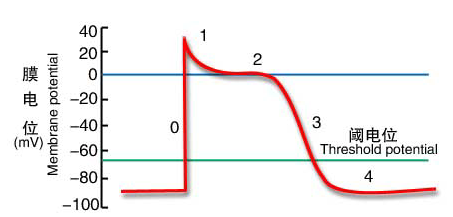 40
20
0
−20
−40
−60
−80
−100
膜
电
位
(mV)
Membrane potential
0
1
2
3
4
阈电位
Threshold potential